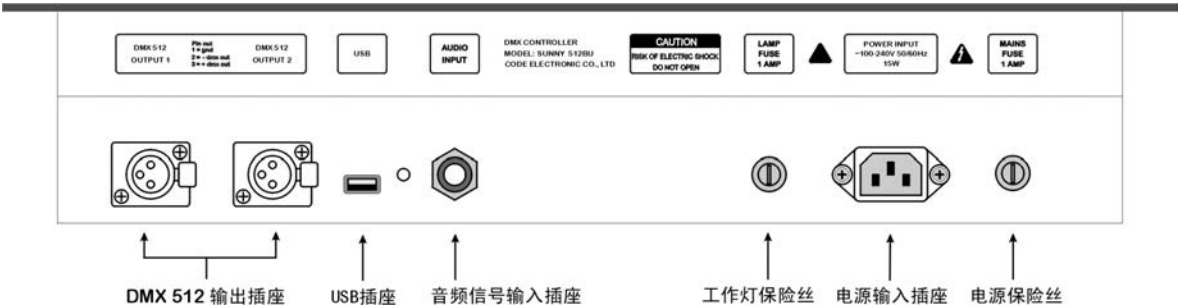 DMX 512
OUTPUT 1
Pin out
1 = gnd
2 = - dmx out
3 = + dmx out
DMX 512
OUTPUT 2
USB
AUDIO
INPUT
DMX CONTROLLER
MODEL: SUNNY 512BU
CODE ELECTRONIC CO., LTD
CAUTION
RISK OF ELECTRIC SHOCK
DO NOT OPEN
LAMP
FUSE
1 AMP
POWER INPUT
~100-240V 50/60Hz
15W
MAINS
FUSE
1 AMP
DMX 512 输出插座
USB插座
音频信号输入插座
工作灯保险丝
电源输入插座
电源保险丝